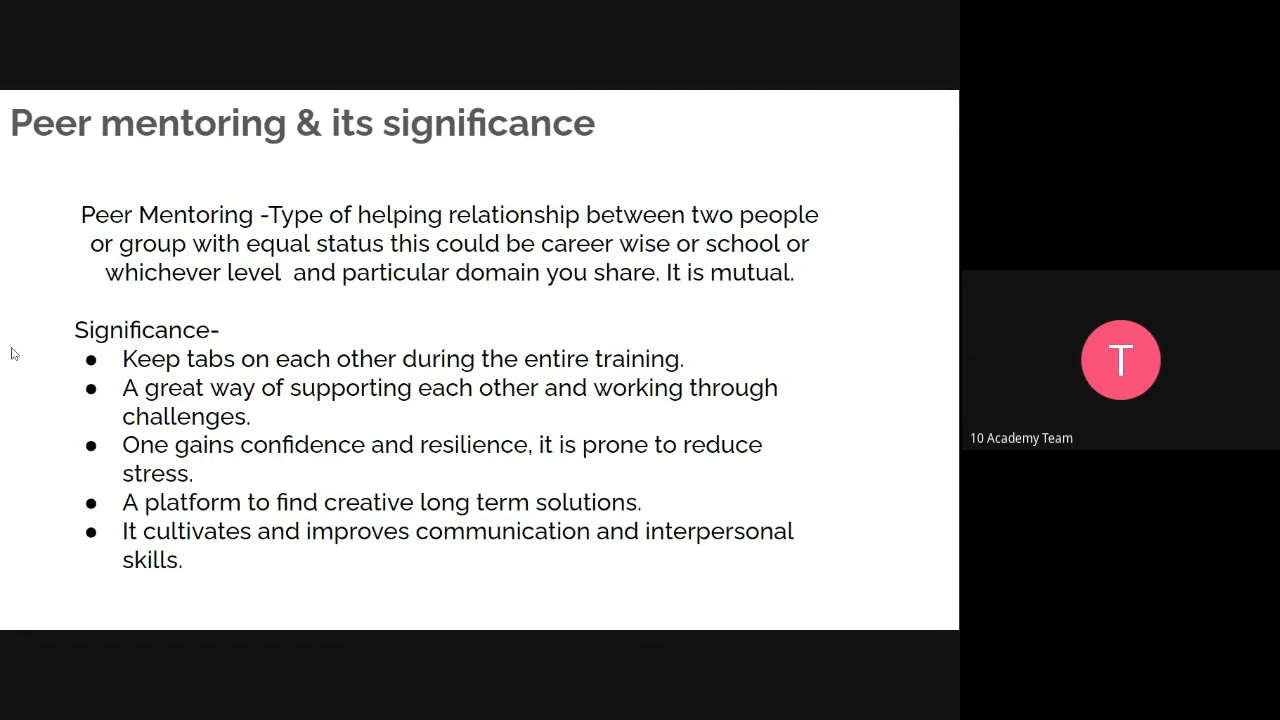 Peer mentoring & its significance
Peer Mentoring -Type of helping relationship between two people
or group with equal status this could be career wise or school or
whichever level  and particular domain you share. It is mutual.
Significance-
● Keep tabs on each other during the entire training.
● A great way of supporting each other and working through
challenges.
● One gains confidence and resilience, it is prone to reduce
stress.
● A platform to find creative long term solutions.
● It cultivates and improves communication and interpersonal
skills.
T
10 Academy Team